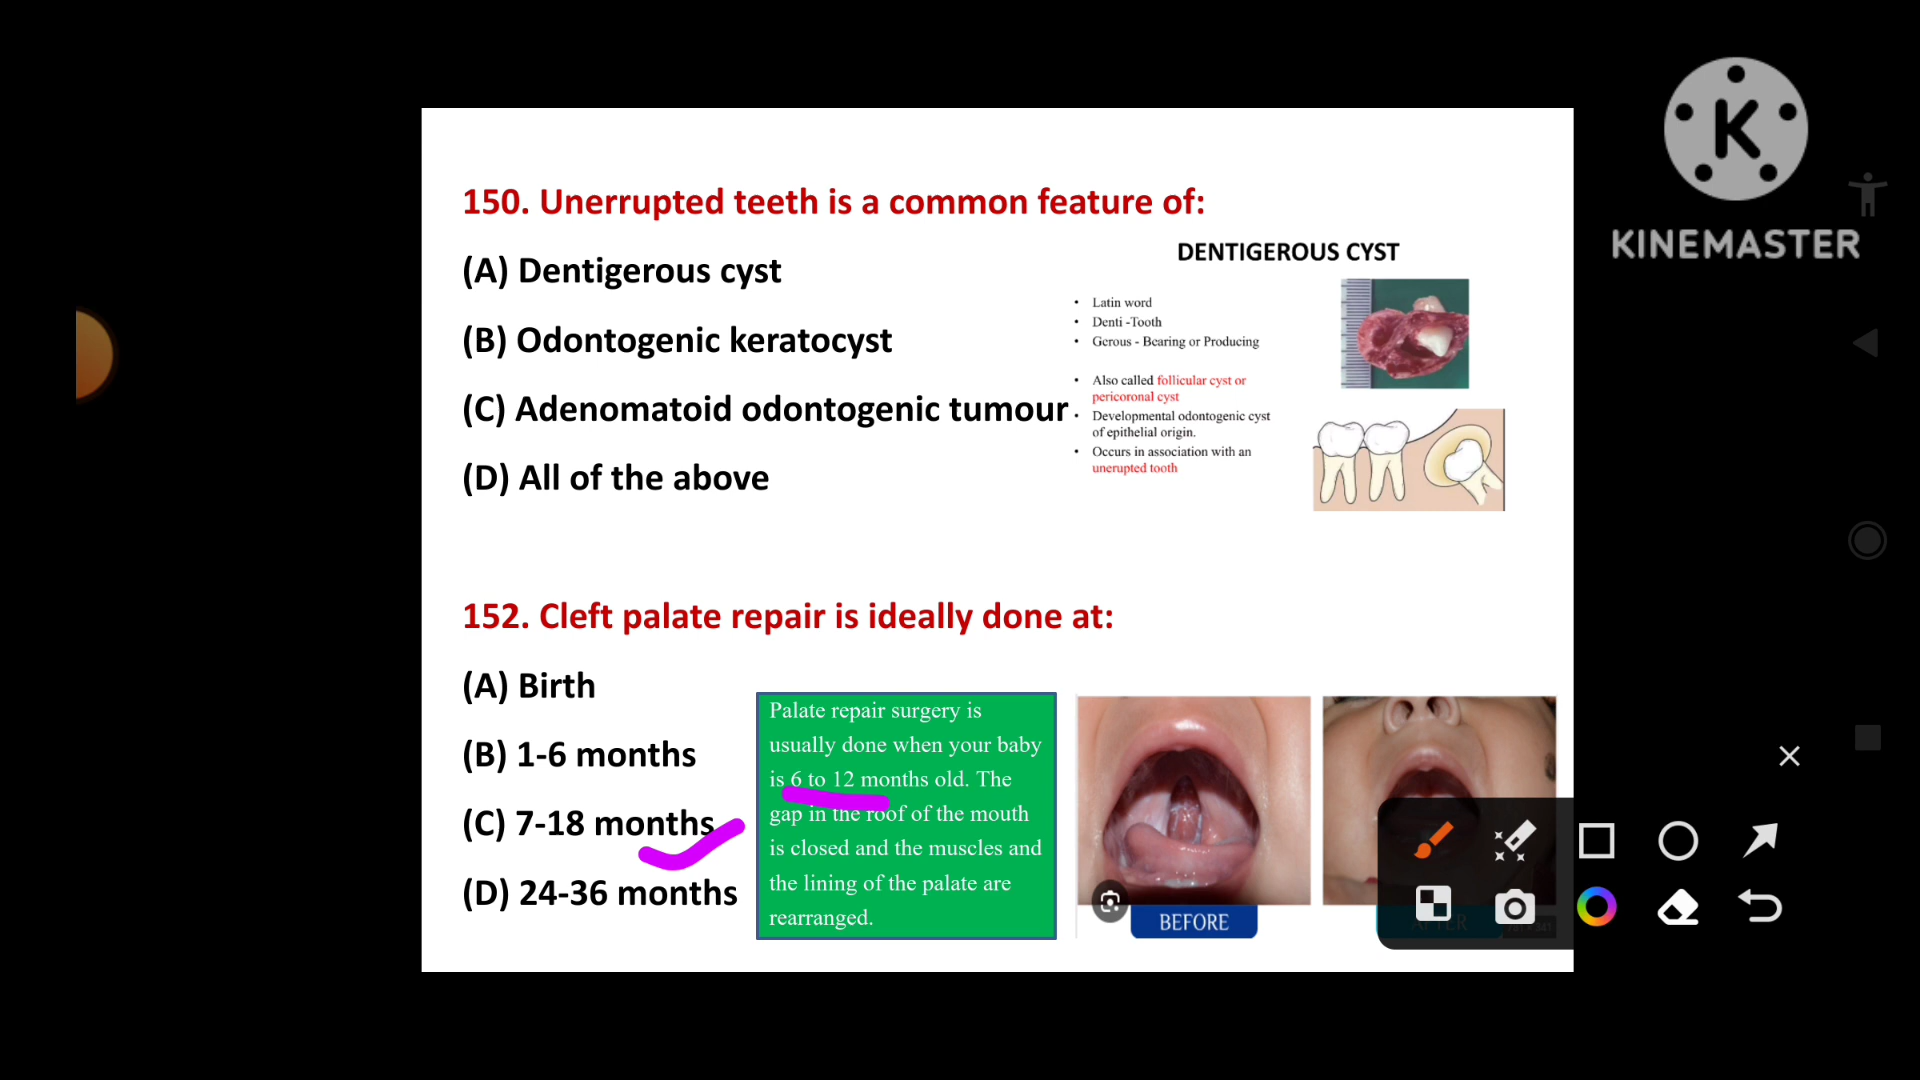 KINEMASTER
150. Unerrupted teeth is a common feature of:
(A) Dentigerous cyst
(B) Odontogenic keratocyst
(C) Adenomatoid odontogenic tumour
(D) All of the above
DENTIGEROUS CYST
• Latin word
• Denti -Tooth
• Gerous - Bearing or Producing
• Also called follicular cyst or
pericoronal cyst
• Developmental odontogenic cyst
of epithelial origin.
• Occurs in association with an
unerupted tooth
152. Cleft palate repair is ideally done at:
(A) Birth
(B) 1-6 months
(C) 7-18 months
(D) 24-36 months
Palate repair surgery is
usually done when your baby
is 6 to 12 months old. The
gap in the roof of the mouth
is closed and the muscles and
the lining of the palate are
rearranged.
BEFORE
AFTER